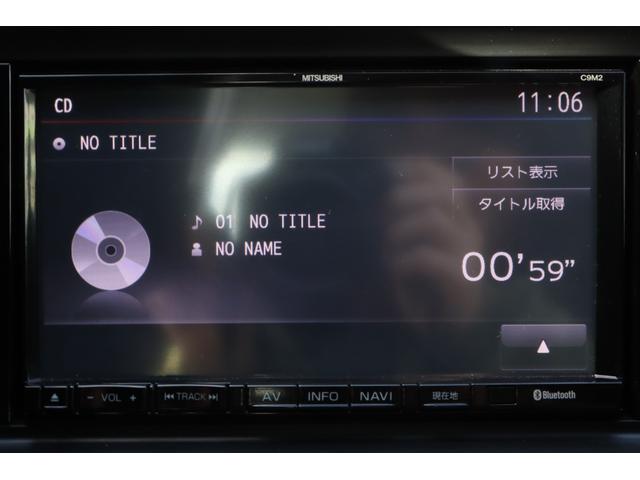 MITSUBISHI
C9M2
CD
11:06
NO TITLE
リスト表示
タイトル取得
01 NO TITLE
NO NAME
00'59"
▲
− VOL +
TRACK
AV
INFO
NAVI
現在地
Bluetooth